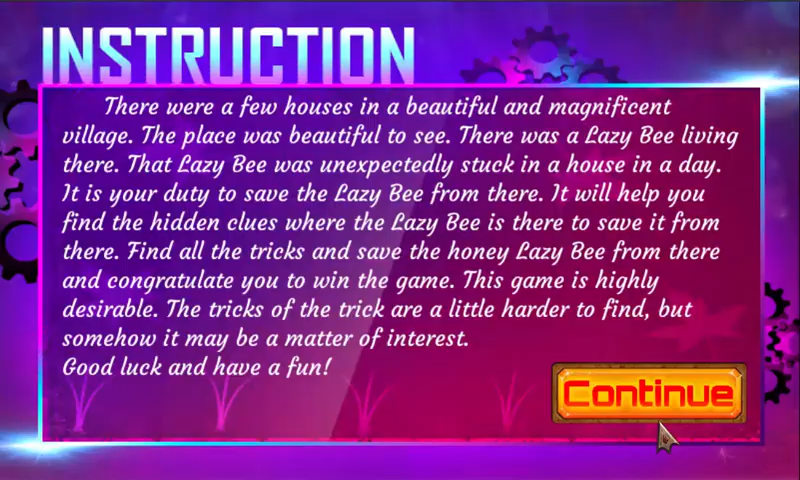 INSTRUCTION
There were a few houses in a beautiful and magnificent
village. The place was beautiful to see. There was a Lazy Bee living
there. That Lazy Bee was unexpectedly stuck in a house in a day.
It is your duty to save the Lazy Bee from there. It will help you
find the hidden clues where the Lazy Bee is there to save it from
there. Find all the tricks and save the honey Lazy Bee from there
and congratulate you to win the game. This game is highly
desirable. The tricks of the trick are a little harder to find, but
somehow it may be a matter of interest.
Good luck and have a fun!
Continue